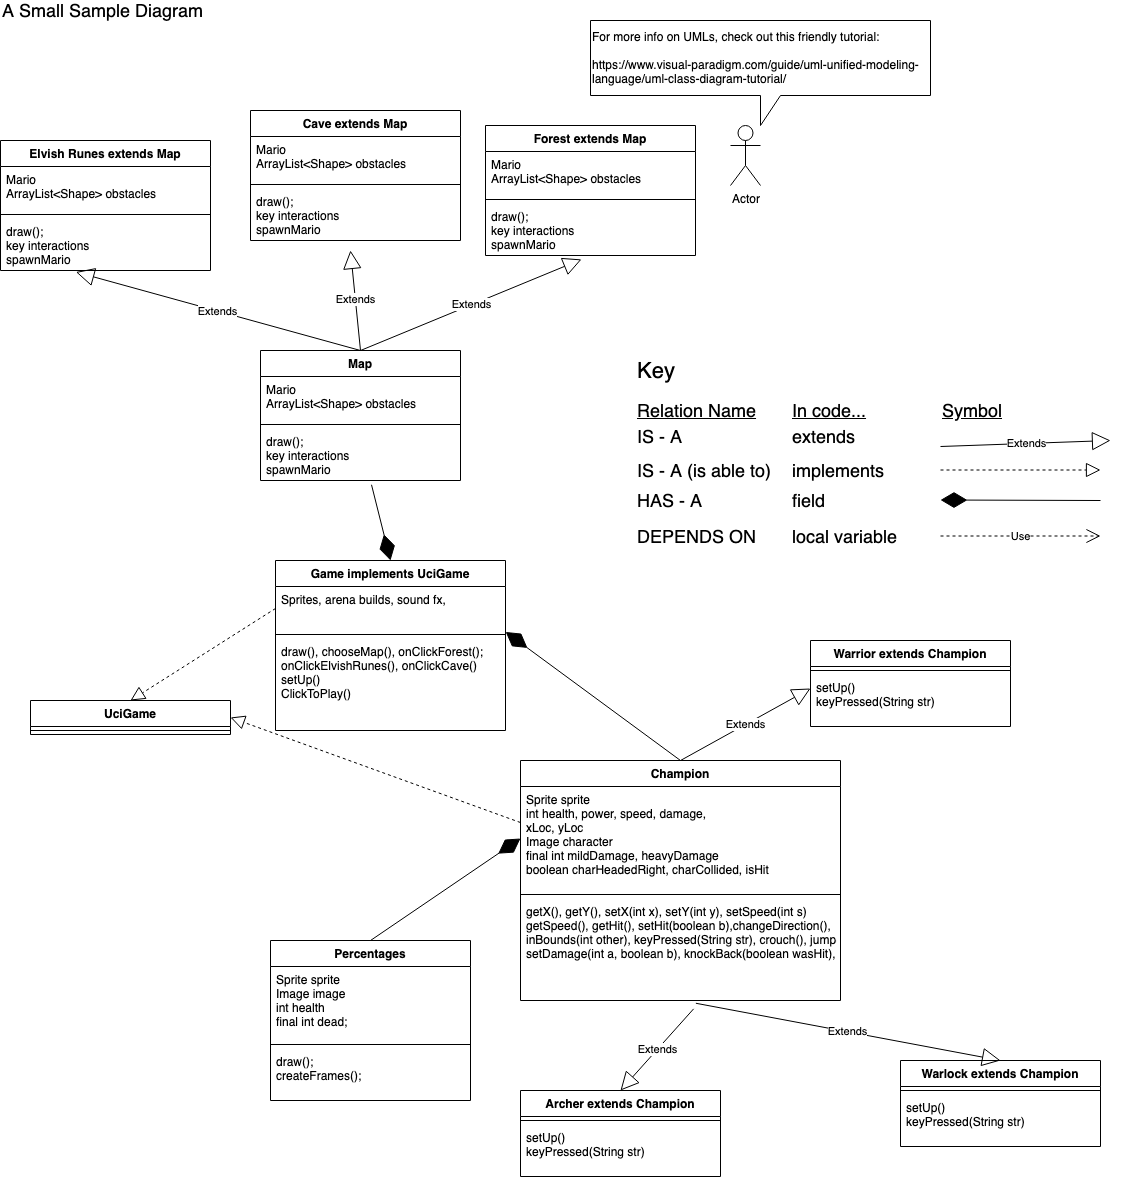 A Small Sample Diagram
For more info on UMLs, check out this friendly tutorial:
https://www.visual-paradigm.com/guide/uml-unified-modeling-
language/uml-class-diagram-tutorial/
Actor
Elvish Runes extends Map
Mario
ArrayList<Shape> obstacles
draw();
key interactions
spawnMario
Cave extends Map
Mario
ArrayList<Shape> obstacles
draw();
key interactions
spawnMario
Forest extends Map
Mario
ArrayList<Shape> obstacles
draw();
key interactions
spawnMario
Extends
Extends
Extends
Map
Mario
ArrayList<Shape> obstacles
draw();
key interactions
spawnMario
Key
Relation Name In code... Symbol
IS - A extends Extends
IS - A (is able to) implements
HAS - A field
DEPENDS ON local variable Use
Game implements UciGame
Sprites, arena builds, sound fx,
draw(), chooseMap(), onClickForest();
onClickElvishRunes(), onClickCave()
setUp()
ClickToPlay()
UciGame
Warrior extends Champion
setUp()
keyPressed(String str)
Extends
Champion
Sprite sprite
int health, power, speed, damage,
xLoc, yLoc
Image character
final int mildDamage, heavyDamage
boolean charHeadedRight, charCollided, isHit
getX(), getY(), setX(int x), setY(int y), setSpeed(int s)
getSpeed(), getHit(), setHit(boolean b),changeDirection(),
inBounds(int other), keyPressed(String str), crouch(), jump
setDamage(int a, boolean b), knockBack(boolean wasHit),
Percentages
Sprite sprite
Image image
int health
final int dead;
draw();
createFrames();
Extends
Extends
Archer extends Champion
setUp()
keyPressed(String str)
Warlock extends Champion
setUp()
keyPressed(String str)